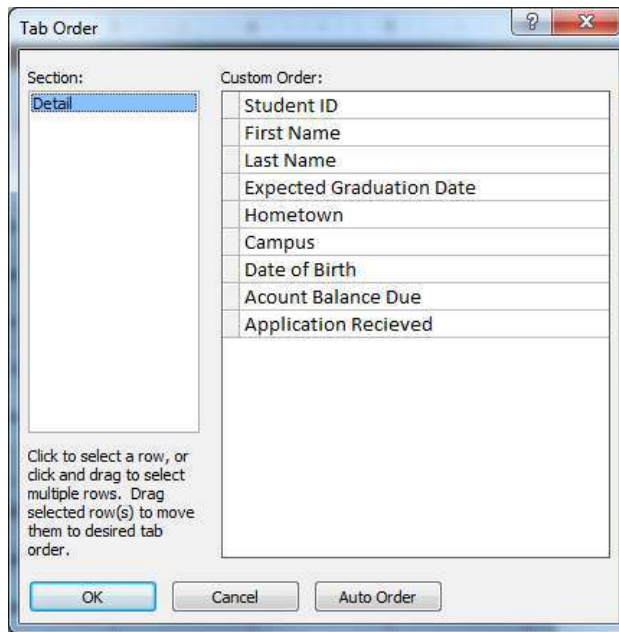 Tab Order
Section:
Detail
Click to select a row, or
click and drag to select
multiple rows. Drag
selected row(s) to move
them to desired tab
order.
Custom Order:
Student ID
First Name
Last Name
Expected Graduation Date
Hometown
Campus
Date of Birth
Acount Balance Due
Application Recieved
OK
Cancel
Auto Order